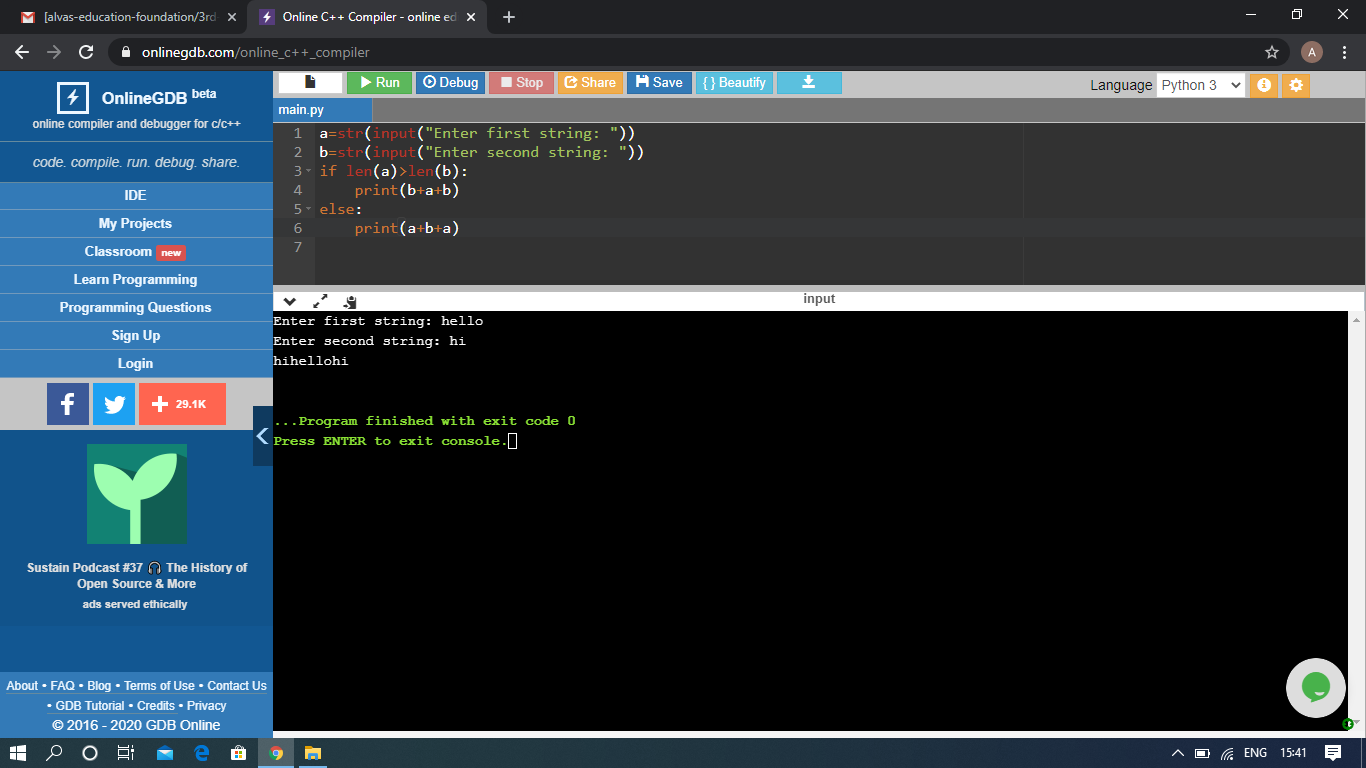 [alvas-education-foundation/3rd
Online C++ Compiler - online ed
onlinegdb.com/online_c++_compiler
A
OnlineGDB beta
online compiler and debugger for c/c++
code. compile. run. debug. share.
IDE
My Projects
Classroom new
Learn Programming
Programming Questions
Sign Up
Login
f
29.1K
Sustain Podcast #37 🎧 The History of
Open Source & More
ads served ethically
About • FAQ • Blog • Terms of Use • Contact Us
• GDB Tutorial • Credits • Privacy
© 2016 - 2020 GDB Online
Run Debug Stop Share Save { } Beautify
Language Python 3
main.py
1 a=str(input("Enter first string: "))
2 b=str(input("Enter second string: "))
3 if len(a)>len(b):
4     print(b+a+b)
5 else:
6     print(a+b+a)
7
input
Enter first string: hello
Enter second string: hi
hihellohi
...Program finished with exit code 0
Press ENTER to exit console.
ENG 15:41